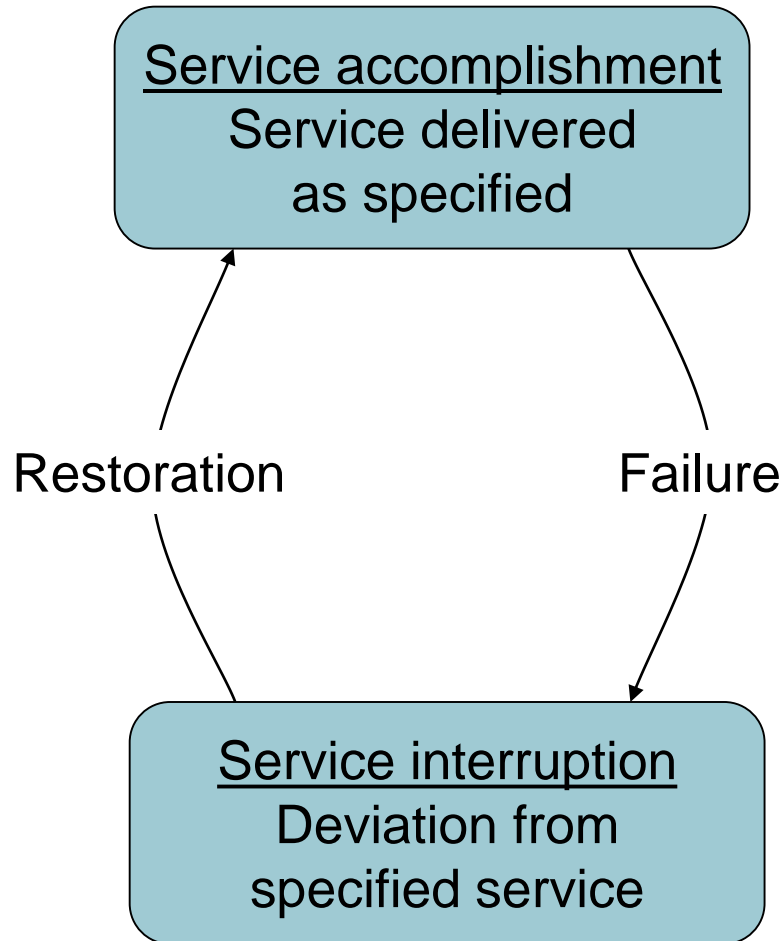 Service accomplishment
Service delivered
as specified
Restoration
Failure
Service interruption
Deviation from
specified service